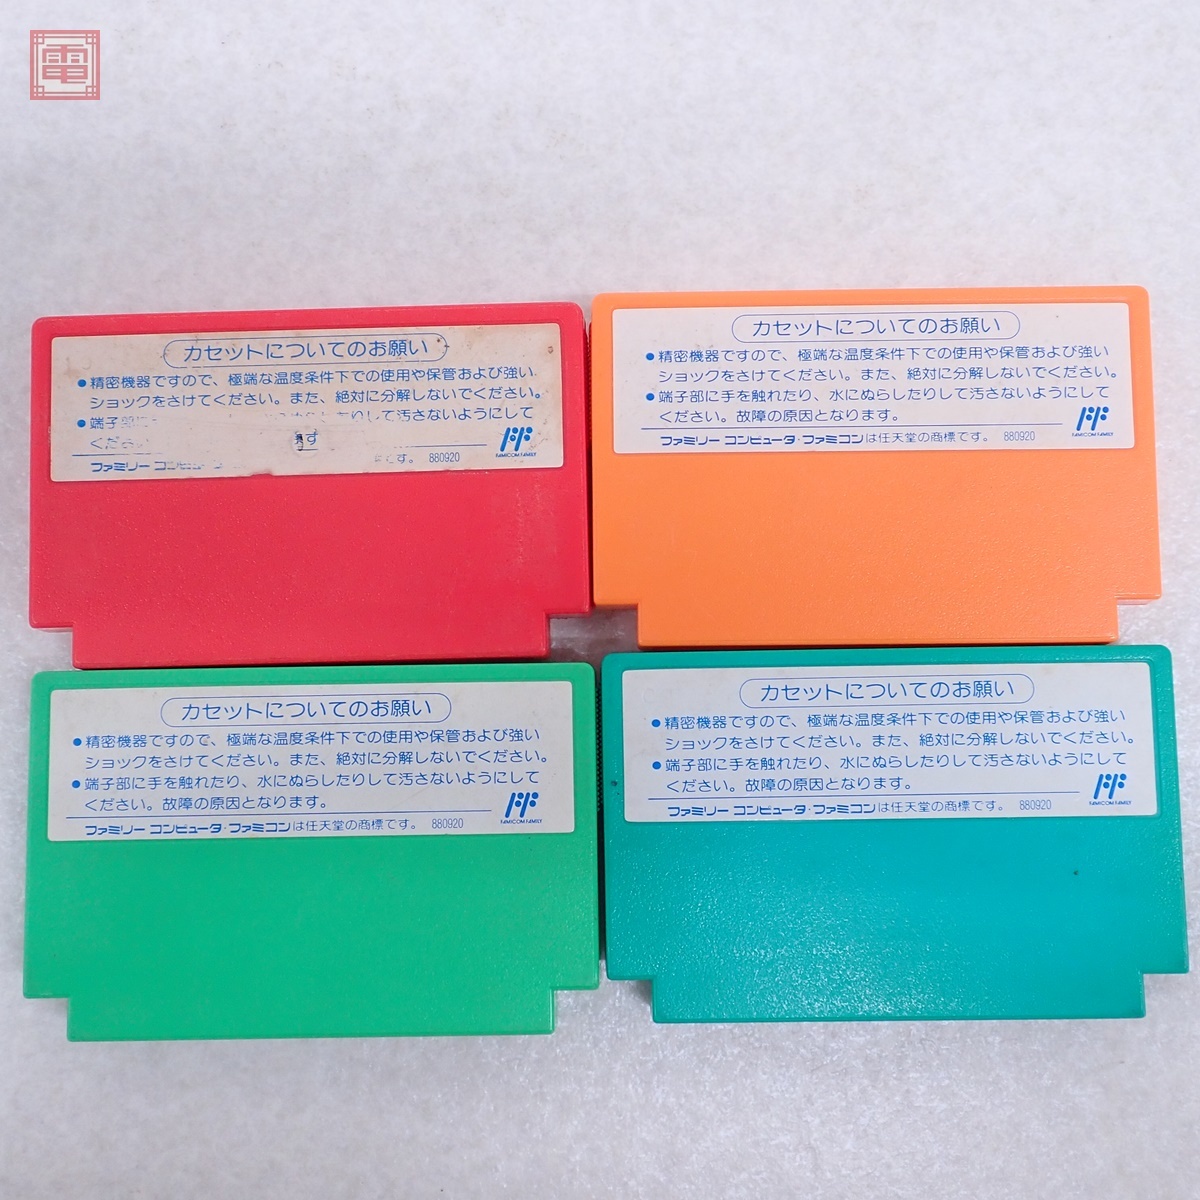 電
カセットについてのお願い
●精密機器ですので、極端な温度条件下での使用や保管および強い
ショックをさけてください。また、絶対に分解しないでください。
●端子部に
りして汚さないようにして
くださ
ファミリー コンピュータ
す。 880920
FAMICOM FAMILY
カセットについてのお願い
●精密機器ですので、極端な温度条件下での使用や保管および強い
ショックをさけてください。また、絶対に分解しないでください。
●端子部に手を触れたり、水にぬらしたりして汚さないようにして
ください。故障の原因となります。
ファミリー コンピュータ・ファミコンは任天堂の商標です。 880920
FAMICOM FAMILY
カセットについてのお願い
●精密機器ですので、極端な温度条件下での使用や保管および強い
ショックをさけてください。また、絶対に分解しないでください。
●端子部に手を触れたり、水にぬらしたりして汚さないようにして
ください。故障の原因となります。
ファミリー コンピュータ・ファミコンは任天堂の商標です。 880920
FAMICOM FAMILY
カセットについてのお願い
●精密機器ですので、極端な温度条件下での使用や保管および強い
ショックをさけてください。また、絶対に分解しないでください。
●端子部に手を触れたり、水にぬらしたりして汚さないようにして
ください。故障の原因となります。
ファミリー コンピュータ・ファミコンは任天堂の商標です。 880920
FAMICOM FAMILY